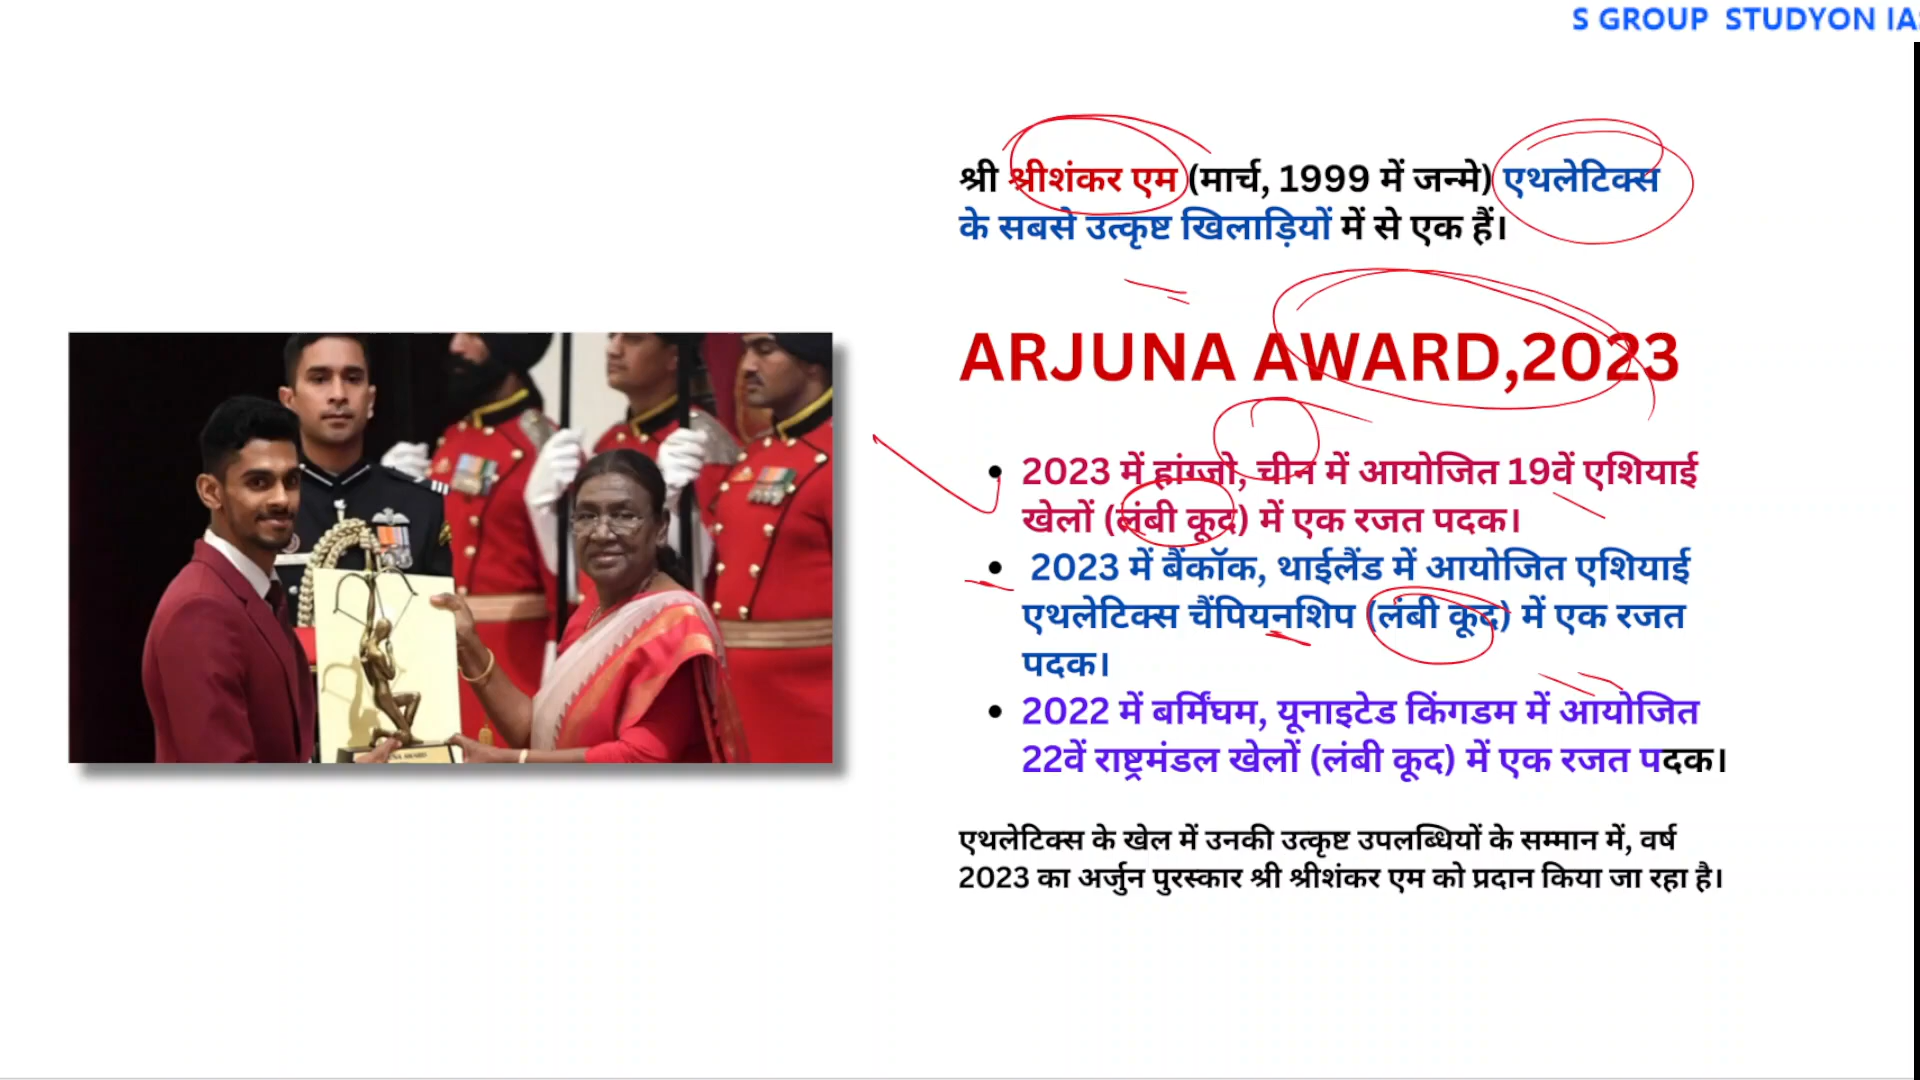 S GROUP STUDYON IAS
श्री श्रीशंकर एम (मार्च, 1999 में जन्मे) एथलेटिक्स
के सबसे उत्कृष्ट खिलाड़ियों में से एक हैं।
ARJUNA AWARD,2023
2023 में हांग्जो, चीन में आयोजित 19वें एशियाई
खेलों (लंबी कूद) में एक रजत पदक।
2023 में बैंकॉक, थाईलैंड में आयोजित एशियाई
एथलेटिक्स चैंपियनशिप (लंबी कूद) में एक रजत
पदक।
2022 में बर्मिंघम, यूनाइटेड किंगडम में आयोजित
22वें राष्ट्रमंडल खेलों (लंबी कूद) में एक रजत पदक।
एथलेटिक्स के खेल में उनकी उत्कृष्ट उपलब्धियों के सम्मान में, वर्ष
2023 का अर्जुन पुरस्कार श्री श्रीशंकर एम को प्रदान किया जा रहा है।